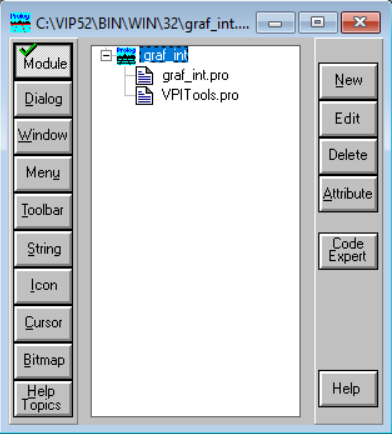 C:\VIP52\BIN\WIN\32\graf_int....
Module
Dialog
Window
Menu
Toolbar
String
Icon
Cursor
Bitmap
Help
Topics
graf_int
graf_int.pro
VPITools.pro
New
Edit
Delete
Attribute
Code
Expert
Help